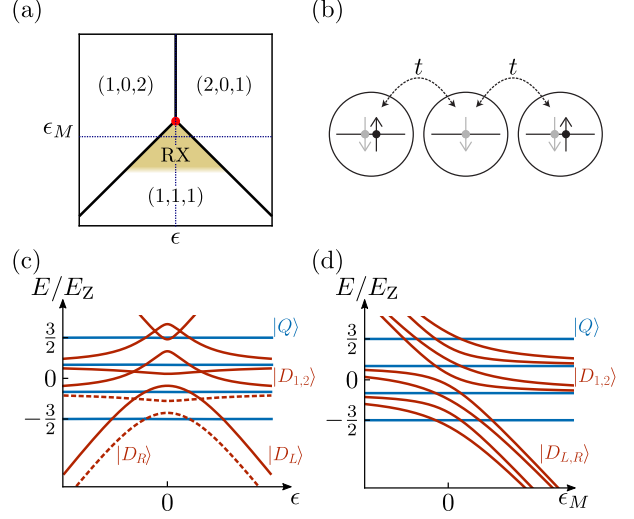 (a)
(b)
(1,0,2)
(2,0,1)
ϵ_M
RX
(1,1,1)
ϵ
t
t
(c)
(d)
E/E_Z
E/E_Z
3/2
0
−3/2
|Q⟩
|D_{1,2}⟩
|D_R⟩
|D_L⟩
0
ϵ
3/2
0
−3/2
|Q⟩
|D_{1,2}⟩
|D_{L,R}⟩
0
ϵ_M